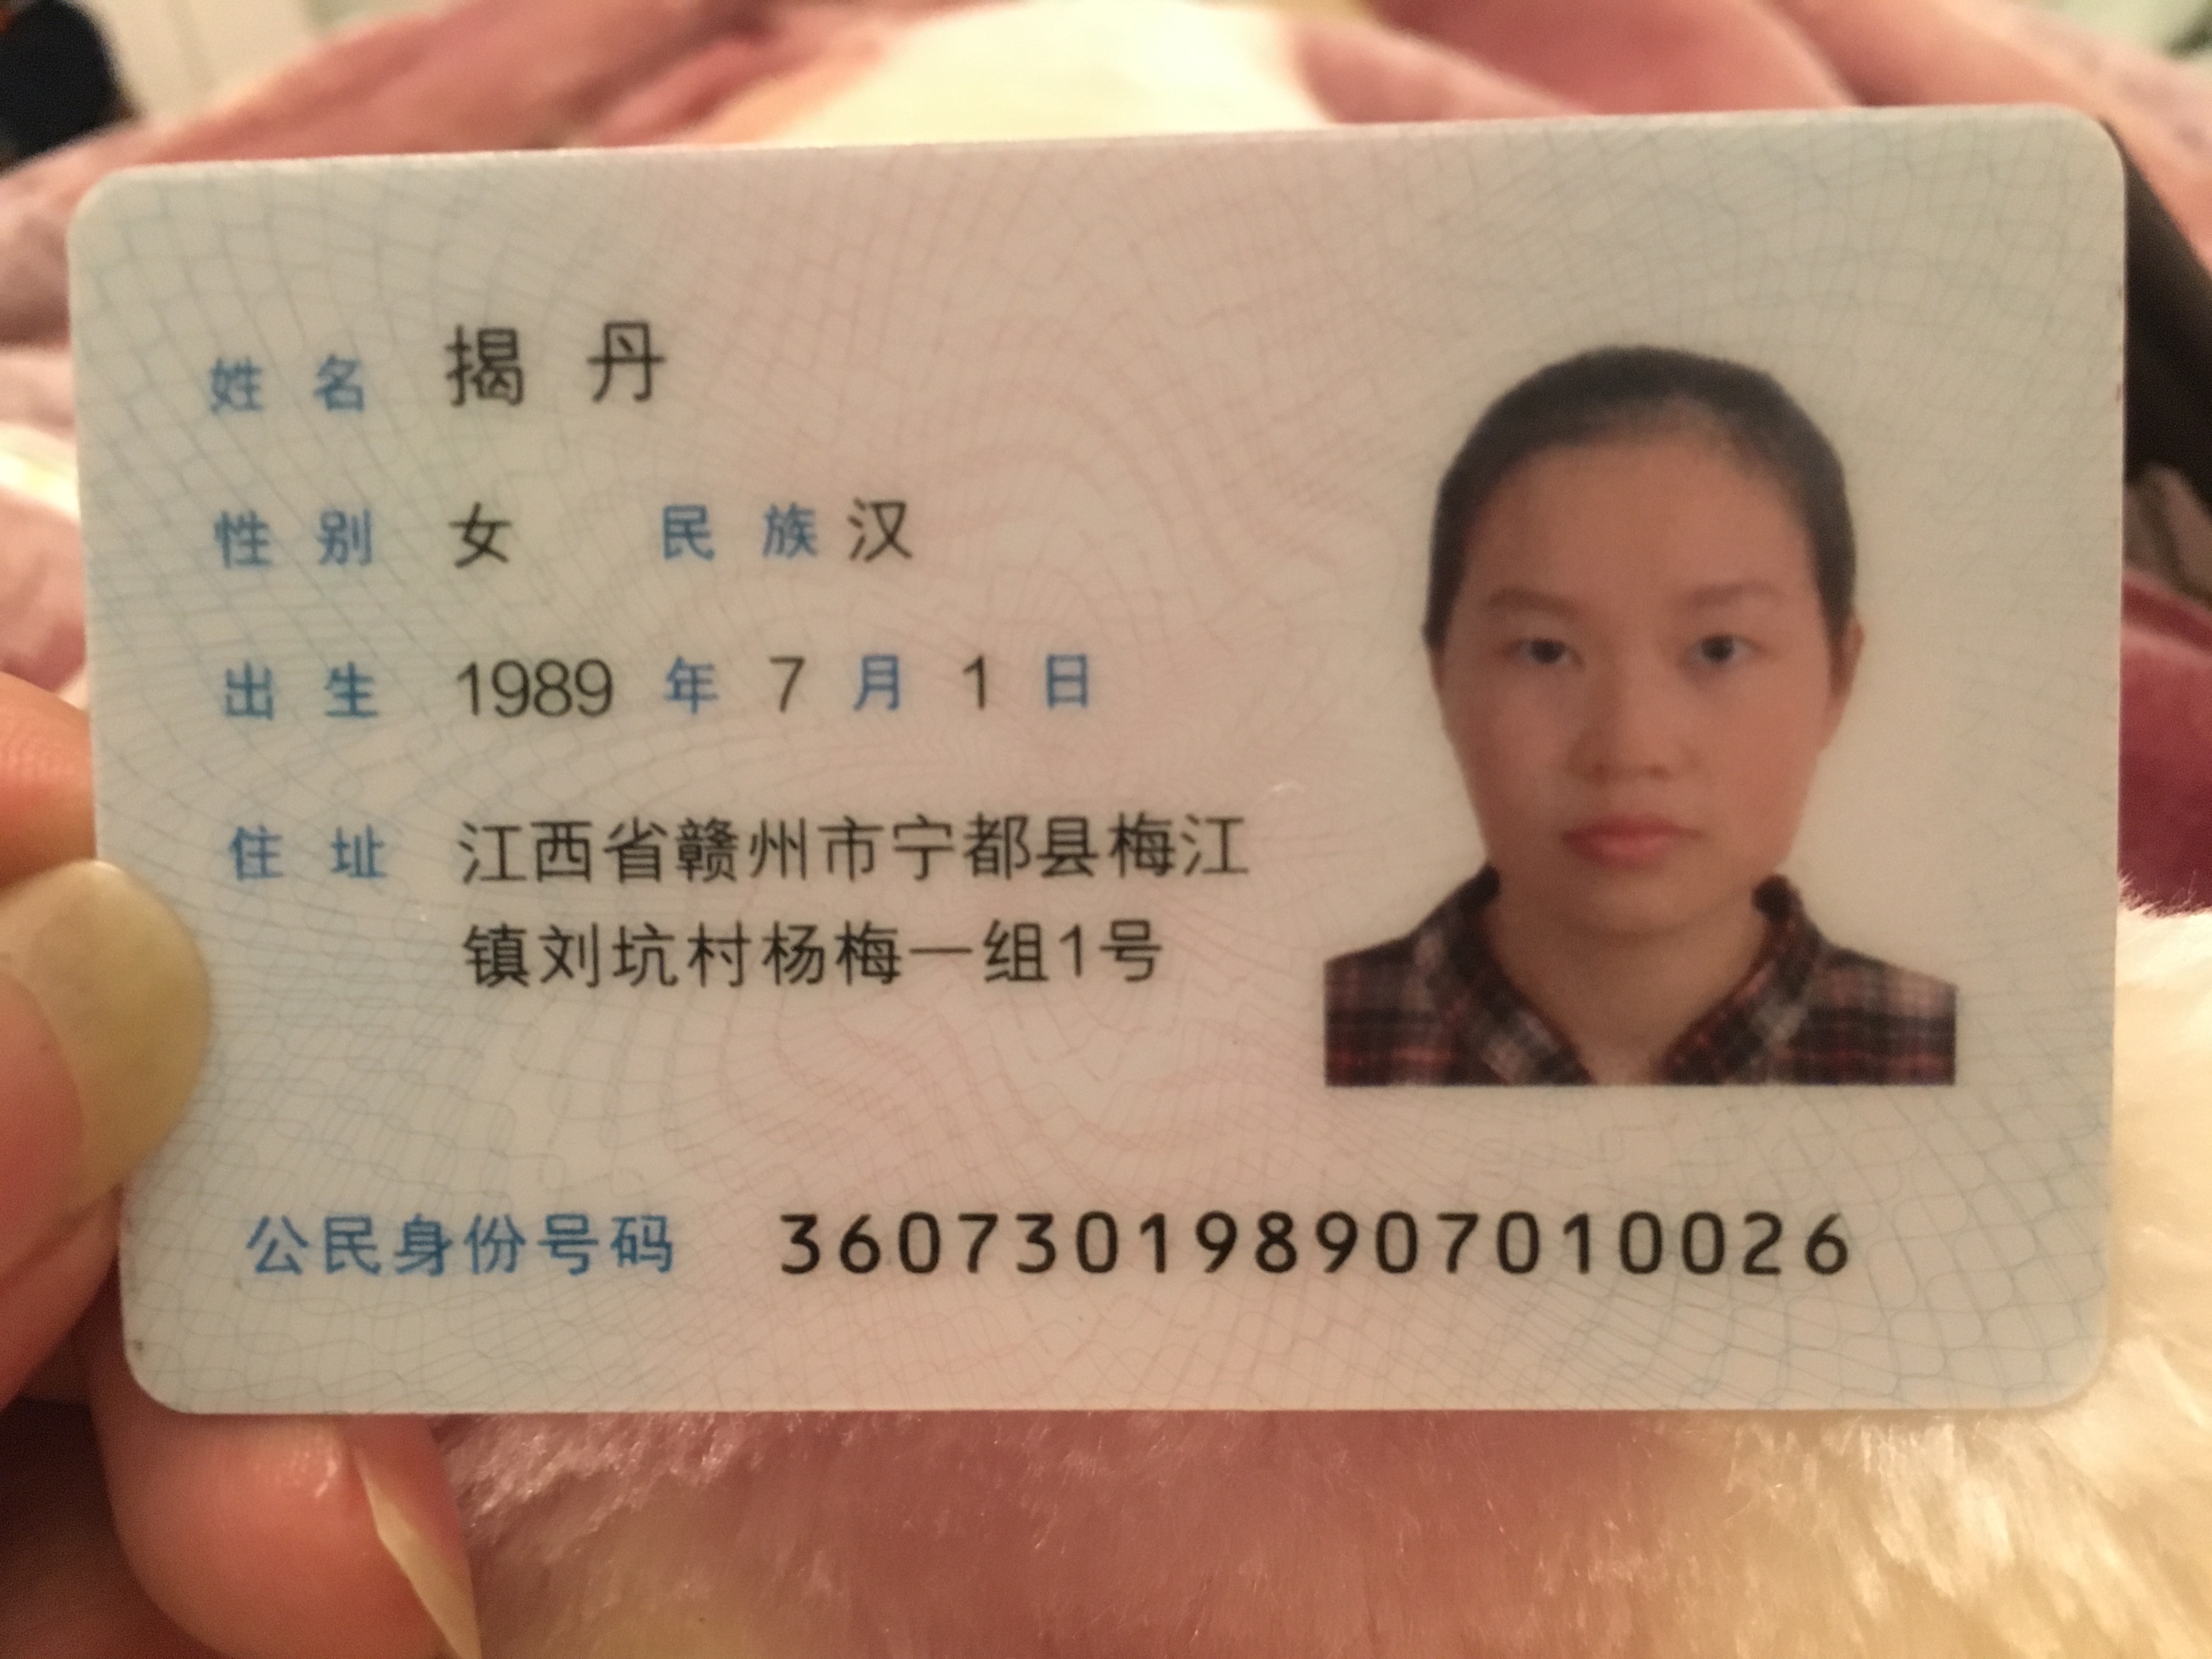 姓名 揭丹
性别 女 民族 汉
出生 1989 年 7 月 1 日
住址 江西省赣州市宁都县梅江
镇刘坑村杨梅一组1号
公民身份号码 360730198907010026